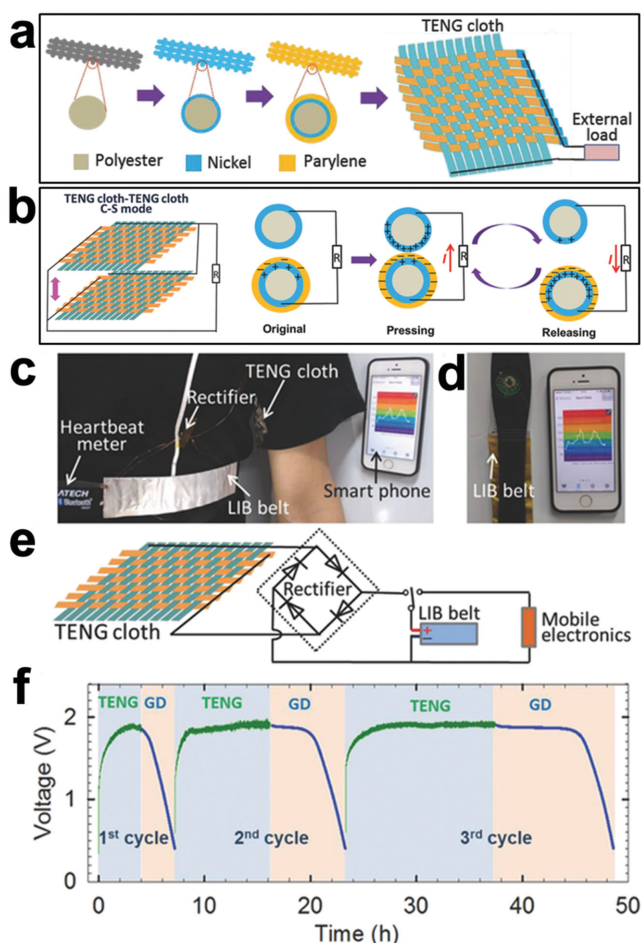 a
TENG cloth
External
load
Polyester
Nickel
Parylene
b
TENG cloth-TENG cloth
C-S mode
R
Original
R
I
Pressing
R
I
Releasing
c
Rectifier
TENG cloth
Heartbeat
meter
ATECH
Bluetooth
LIB belt
Smart phone
d
LIB belt
e
TENG cloth
Rectifier
LIB belt
Mobile
electronics
f
TENG GD TENG GD TENG GD
Voltage (V)
2
1
0
1st cycle
2nd cycle
3rd cycle
0 10 20 30 40 50
Time (h)